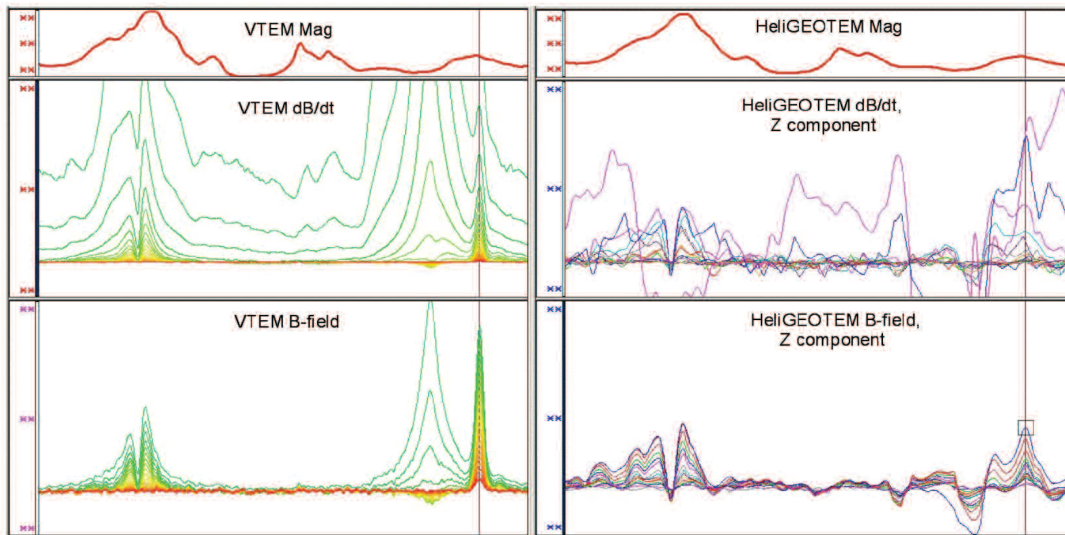 VTEM Mag
VTEM dB/dt
VTEM B-field
HeliGEOTEM Mag
HeliGEOTEM dB/dt,
Z component
HeliGEOTEM B-field,
Z component